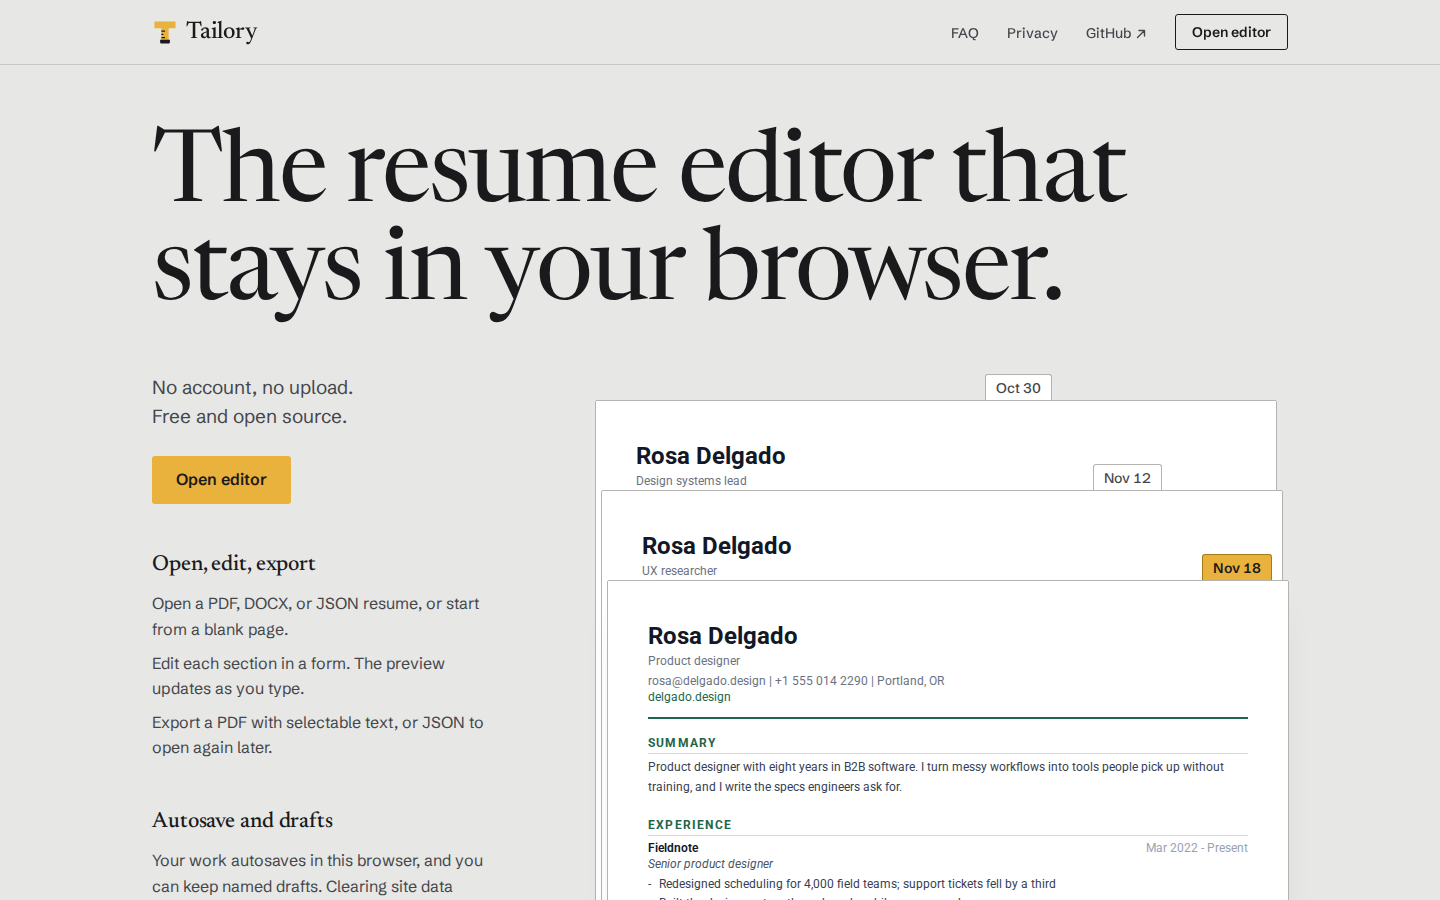 Tailory
FAQ
Privacy
GitHub ↗
Open editor
The resume editor that
stays in your browser.
No account, no upload.
Free and open source.
Open editor
Open, edit, export
Open a PDF, DOCX, or JSON resume, or start
from a blank page.
Edit each section in a form. The preview
updates as you type.
Export a PDF with selectable text, or JSON to
open again later.
Autosave and drafts
Your work autosaves in this browser, and you
can keep named drafts. Clearing site data
Oct 30
Rosa Delgado
Design systems lead
Nov 12
Rosa Delgado
UX researcher
Nov 18
Rosa Delgado
Product designer
rosa@delgado.design | +1 555 014 2290 | Portland, OR
delgado.design
SUMMARY
Product designer with eight years in B2B software. I turn messy workflows into tools people pick up without
training, and I write the specs engineers ask for.
EXPERIENCE
Fieldnote
Mar 2022 - Present
Senior product designer
- Redesigned scheduling for 4,000 field teams; support tickets fell by a third